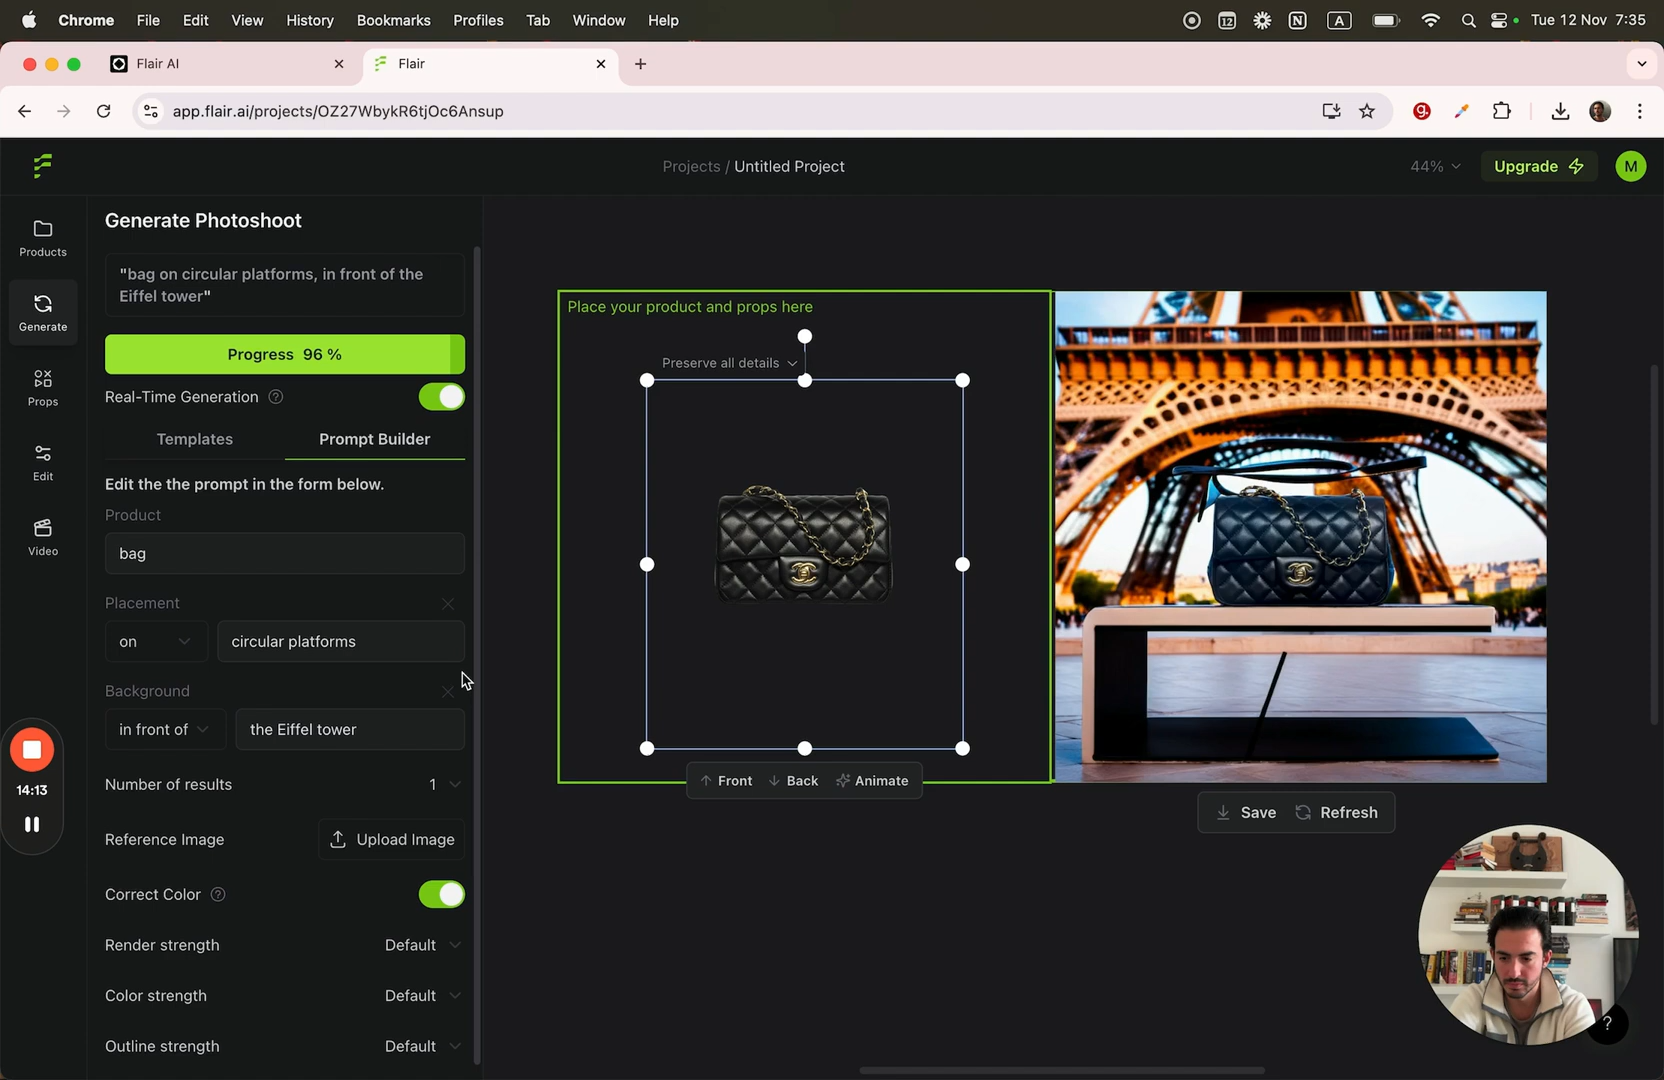 Chrome File Edit View History Bookmarks Profiles Tab Window Help
12 N A Tue 12 Nov 7:35
Flair AI
Flair
app.flair.ai/projects/OZ27WbykR6tjOc6Ansup
g.
Projects / Untitled Project
44%
Upgrade
M
Products
Generate
Props
Edit
Video
14:13
Generate Photoshoot
"bag on circular platforms, in front of the
Eiffel tower"
Progress 96 %
Real-Time Generation ?
Templates Prompt Builder
Edit the the prompt in the form below.
Product
bag
Placement
on circular platforms
Background
in front of the Eiffel tower
Number of results 1
Reference Image Upload Image
Correct Color ?
Render strength Default
Color strength Default
Outline strength Default
Place your product and props here
Preserve all details
Front Back Animate
Save Refresh
?